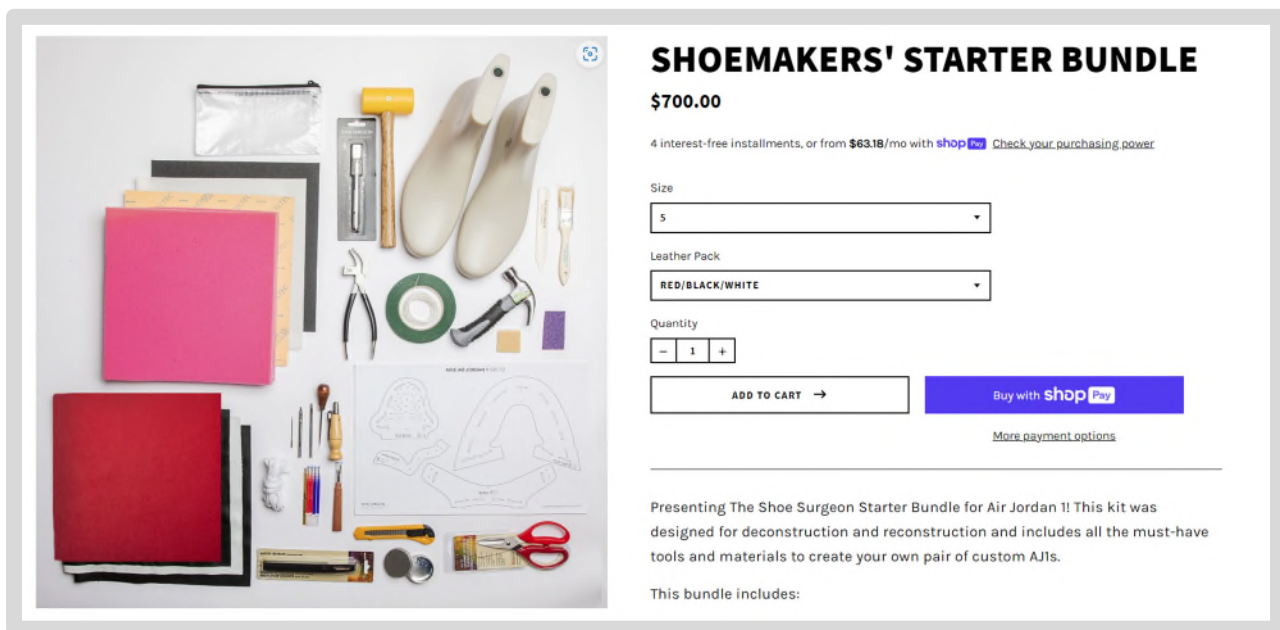 SHOEMAKERS' STARTER BUNDLE
$700.00
4 interest-free installments, or from $63.18/mo with shop Pay Check your purchasing power
Size
5
Leather Pack
RED/BLACK/WHITE
Quantity
− 1 +
ADD TO CART →
Buy with shop Pay
More payment options
Presenting The Shoe Surgeon Starter Bundle for Air Jordan 1! This kit was
designed for deconstruction and reconstruction and includes all the must-have
tools and materials to create your own pair of custom AJ1s.
This bundle includes: